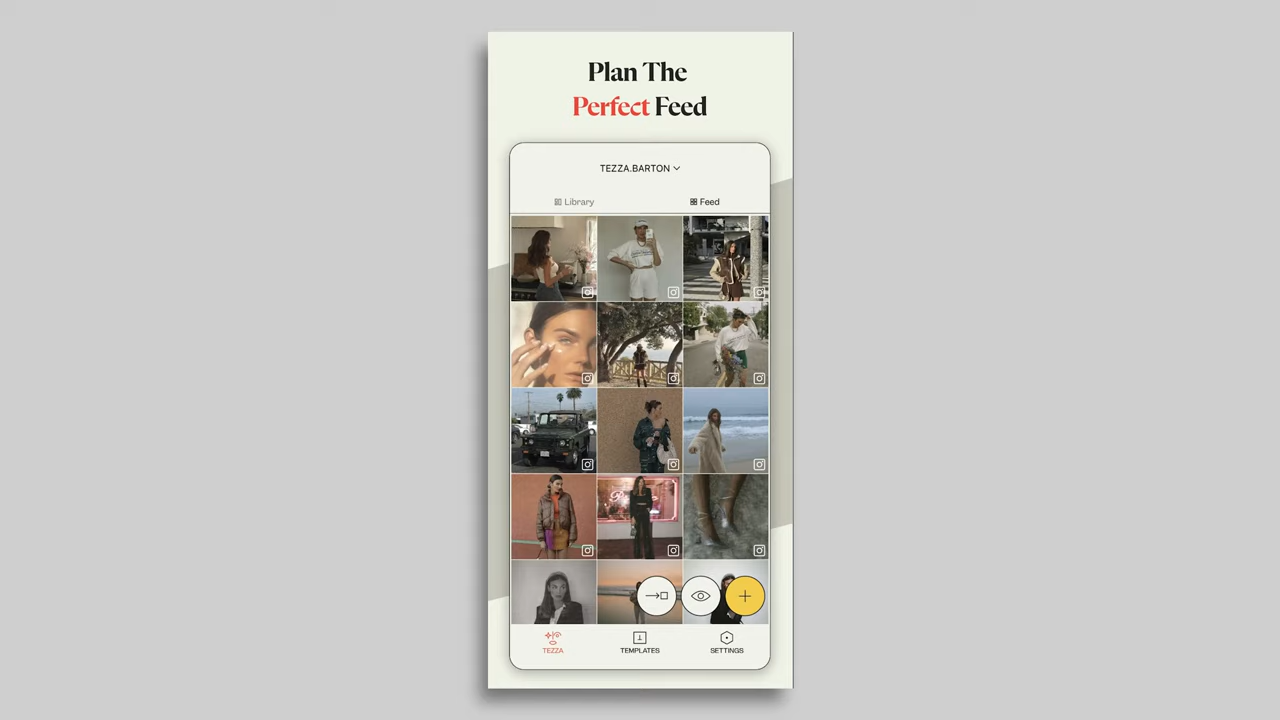 Plan The
Perfect Feed
TEZZA.BARTON
Library
Feed
TEZZA
TEMPLATES
SETTINGS